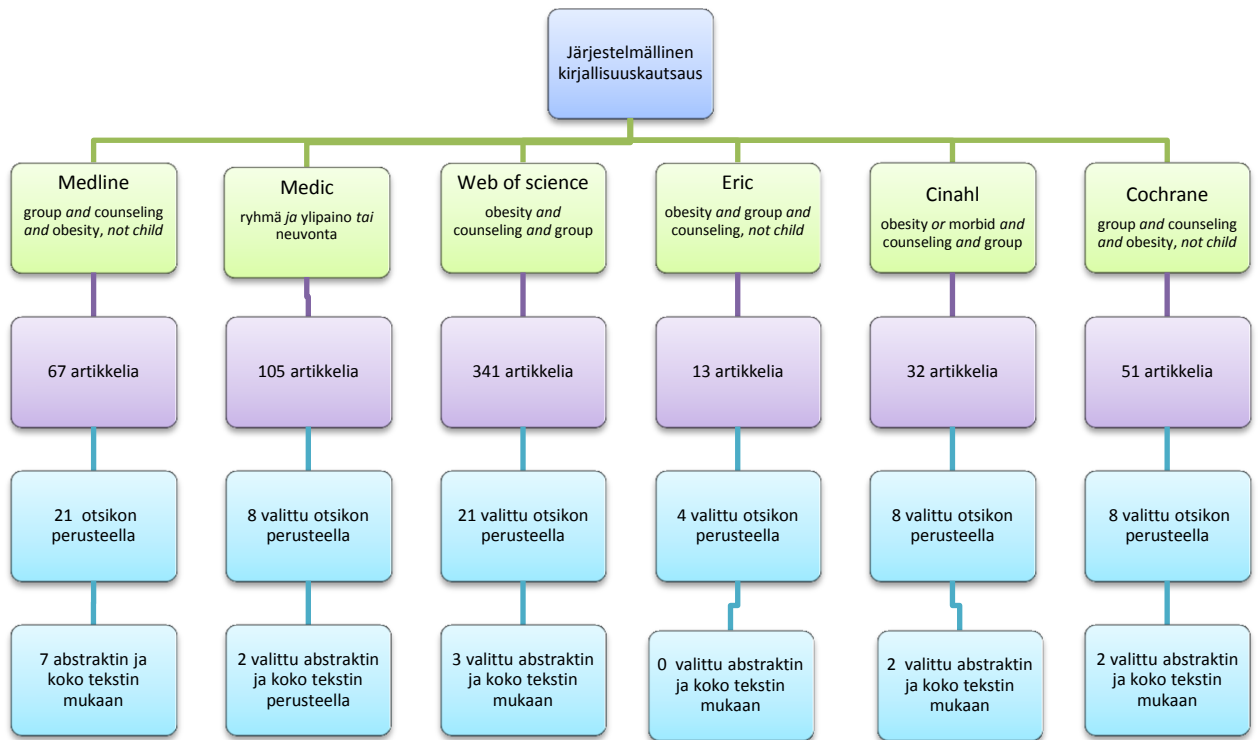 Järjestelmällinen
kirjallisuuskautsaus
Medline
group and counseling
and obesity, not child
Medic
ryhmä ja ylipaino tai
neuvonta
Web of science
obesity and
counseling and group
Eric
obesity and group and
counseling, not child
Cinahl
obesity or morbid and
counseling and group
Cochrane
group and counseling
and obesity, not child
67 artikkelia
105 artikkelia
341 artikkelia
13 artikkelia
32 artikkelia
51 artikkelia
21 otsikon
perusteella
8 valittu otsikon
perusteella
21 valittu otsikon
perusteella
4 valittu otsikon
perusteella
8 valittu otsikon
perusteella
8 valittu otsikon
perusteella
7 abstraktin ja
koko tekstin
mukaan
2 valittu abstraktin
ja koko tekstin
perusteella
3 valittu abstraktin
ja koko tekstin
mukaan
0 valittu abstraktin
ja koko tekstin
mukaan
2 valittu abstraktin
ja koko tekstin
mukaan
2 valittu abstraktin
ja koko tekstin
mukaan